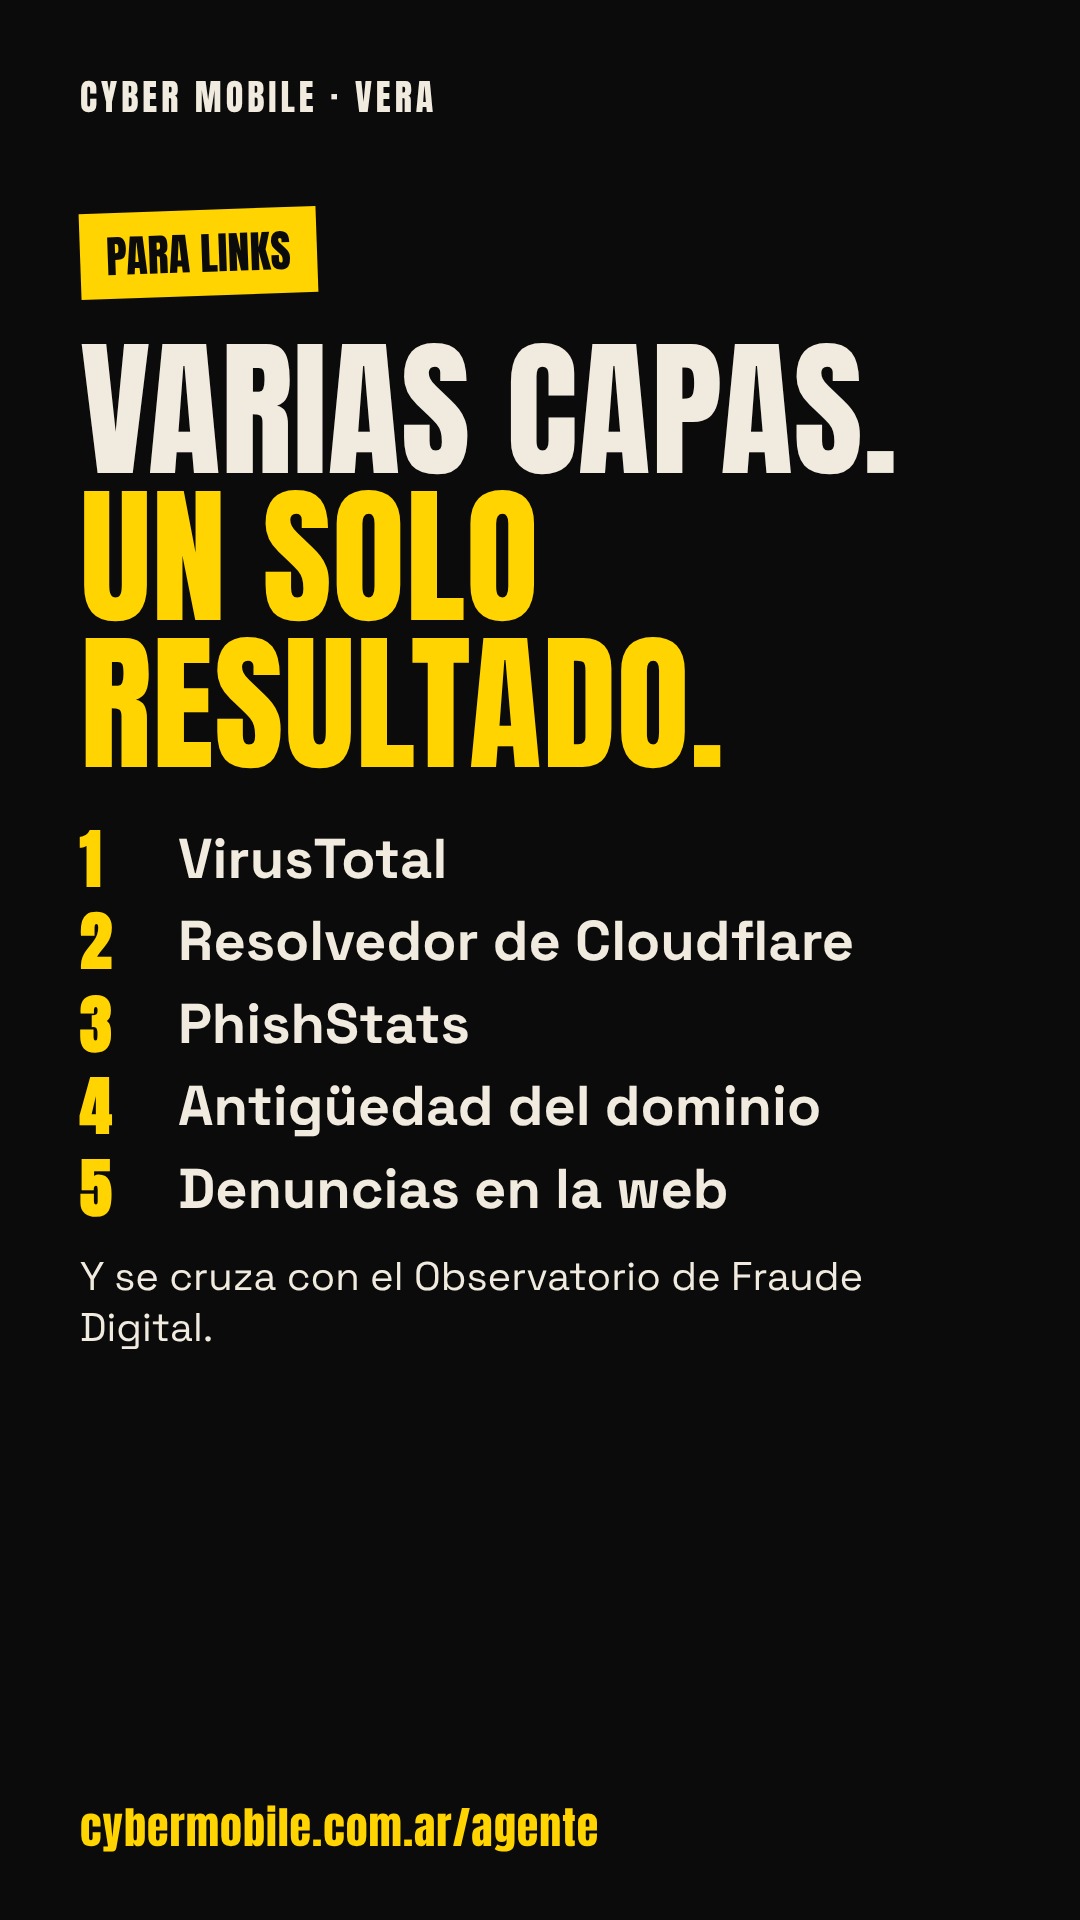 CYBER MOBILE · VERA
PARA LINKS
VARIAS CAPAS.
UN SOLO
RESULTADO.
1 VirusTotal
2 Resolvedor de Cloudflare
3 PhishStats
4 Antigüedad del dominio
5 Denuncias en la web
Y se cruza con el Observatorio de Fraude
Digital.
cybermobile.com.ar/agente